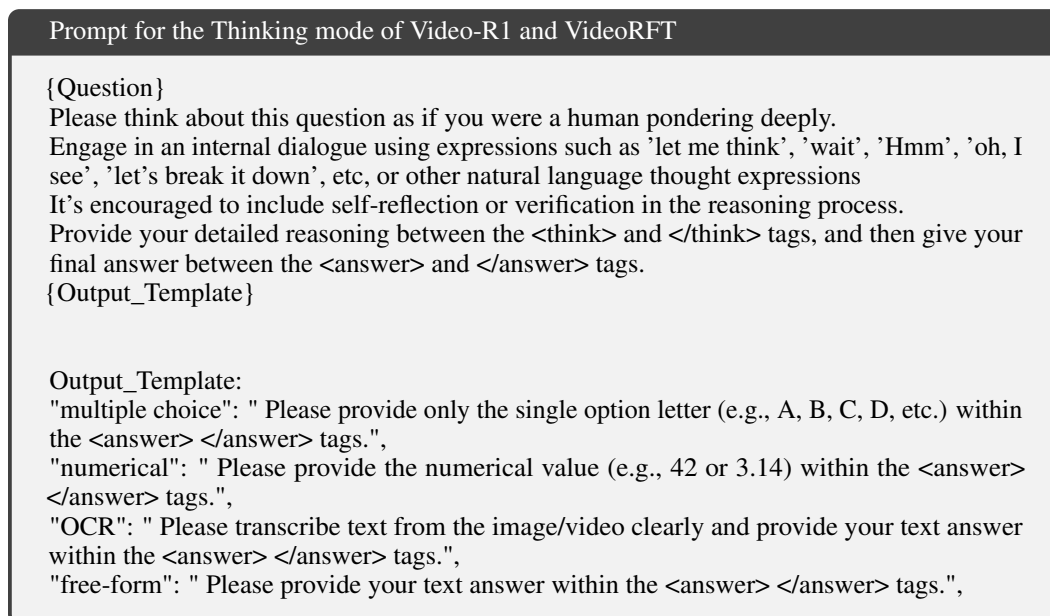 Prompt for the Thinking mode of Video-R1 and VideoRFT
{Question}
Please think about this question as if you were a human pondering deeply.
Engage in an internal dialogue using expressions such as ’let me think’, ’wait’, ’Hmm’, ’oh, I
see’, ’let’s break it down’, etc, or other natural language thought expressions
It’s encouraged to include self-reflection or verification in the reasoning process.
Provide your detailed reasoning between the <think> and </think> tags, and then give your
final answer between the <answer> and </answer> tags.
{Output_Template}
Output_Template:
"multiple choice": " Please provide only the single option letter (e.g., A, B, C, D, etc.) within
the <answer> </answer> tags.",
"numerical": " Please provide the numerical value (e.g., 42 or 3.14) within the <answer>
</answer> tags.",
"OCR": " Please transcribe text from the image/video clearly and provide your text answer
within the <answer> </answer> tags.",
"free-form": " Please provide your text answer within the <answer> </answer> tags.",